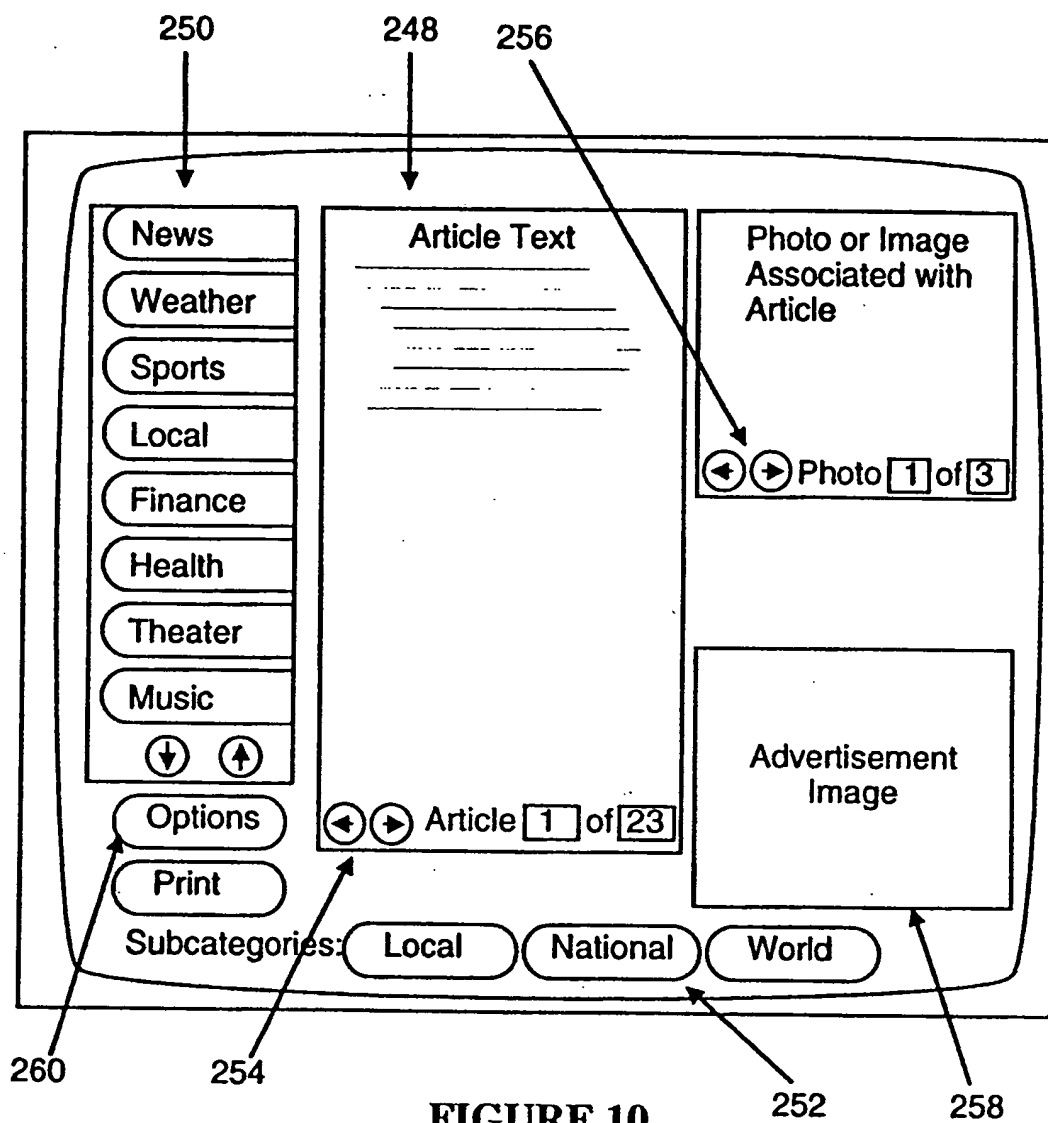 250
248
256
News
Weather
Sports
Local
Finance
Health
Theater
Music
Options
Print
Article Text
Article 1 of 23
Photo or Image
Associated with
Article
Photo 1 of 3
Advertisement
Image
Subcategories: Local National World
260
254
252
258
FIGURE 10